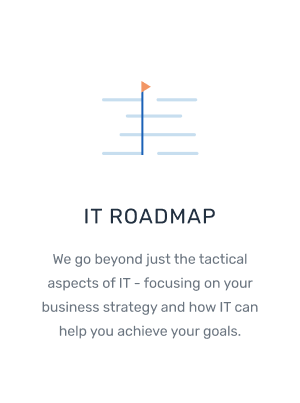 IT ROADMAP
We go beyond just the tactical
aspects of IT - focusing on your
business strategy and how IT can
help you achieve your goals.